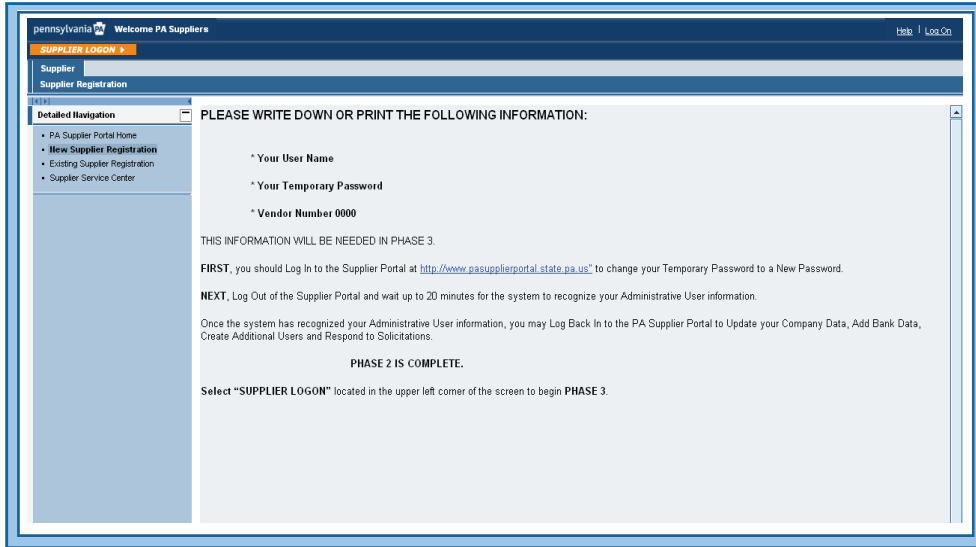 pennsylvania PA Welcome PA Suppliers
Help | Log On
SUPPLIER LOGON
Supplier
Supplier Registration
Detailed Navigation
• PA Supplier Portal Home
• New Supplier Registration
• Existing Supplier Registration
• Supplier Service Center
PLEASE WRITE DOWN OR PRINT THE FOLLOWING INFORMATION:
* Your User Name
* Your Temporary Password
* Vendor Number 0000
THIS INFORMATION WILL BE NEEDED IN PHASE 3.
FIRST, you should Log In to the Supplier Portal at http://www.pasupplierportal.state.pa.us" to change your Temporary Password to a New Password.
NEXT, Log Out of the Supplier Portal and wait up to 20 minutes for the system to recognize your Administrative User information.
Once the system has recognized your Administrative User information, you may Log Back In to the PA Supplier Portal to Update your Company Data, Add Bank Data,
Create Additional Users and Respond to Solicitations.
PHASE 2 IS COMPLETE.
Select “SUPPLIER LOGON” located in the upper left corner of the screen to begin PHASE 3.